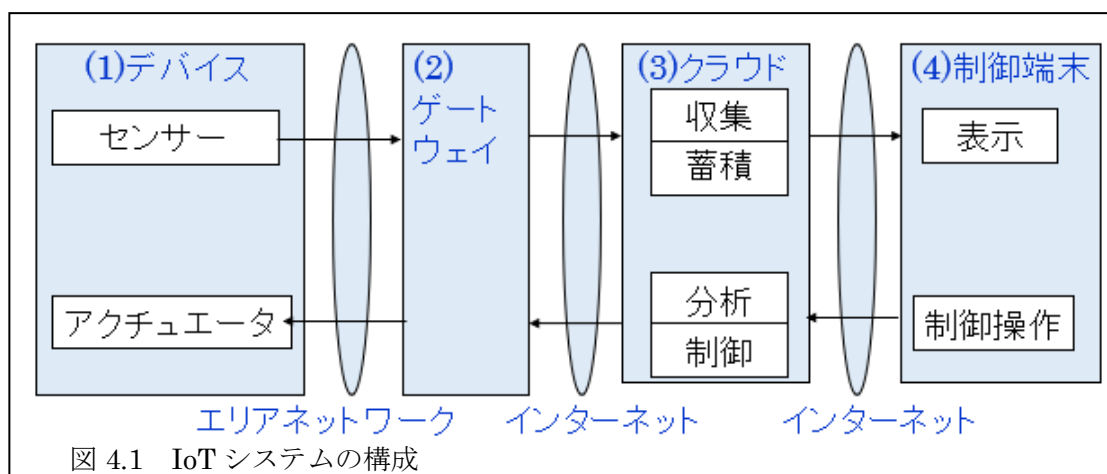 (1)デバイス
センサー
アクチュエータ
(2)
ゲート
ウェイ
(3)クラウド
収集
蓄積
分析
制御
(4)制御端末
表示
制御操作
エリアネットワーク
インターネット
インターネット
図 4.1 IoT システムの構成